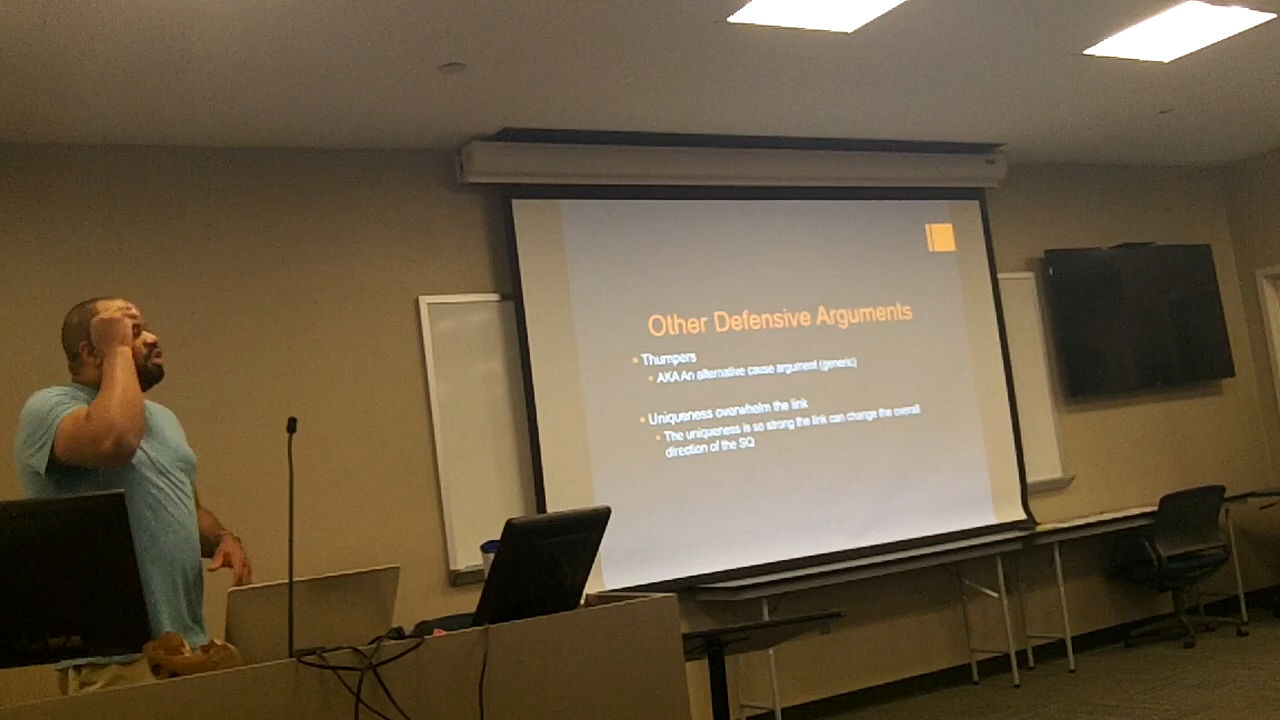 Other Defensive Arguments
Thumpers
AKA An alternative cause argument (generic)
Uniqueness overwhelm the link
The uniqueness is so strong the link can change the overall
direction of the SQ